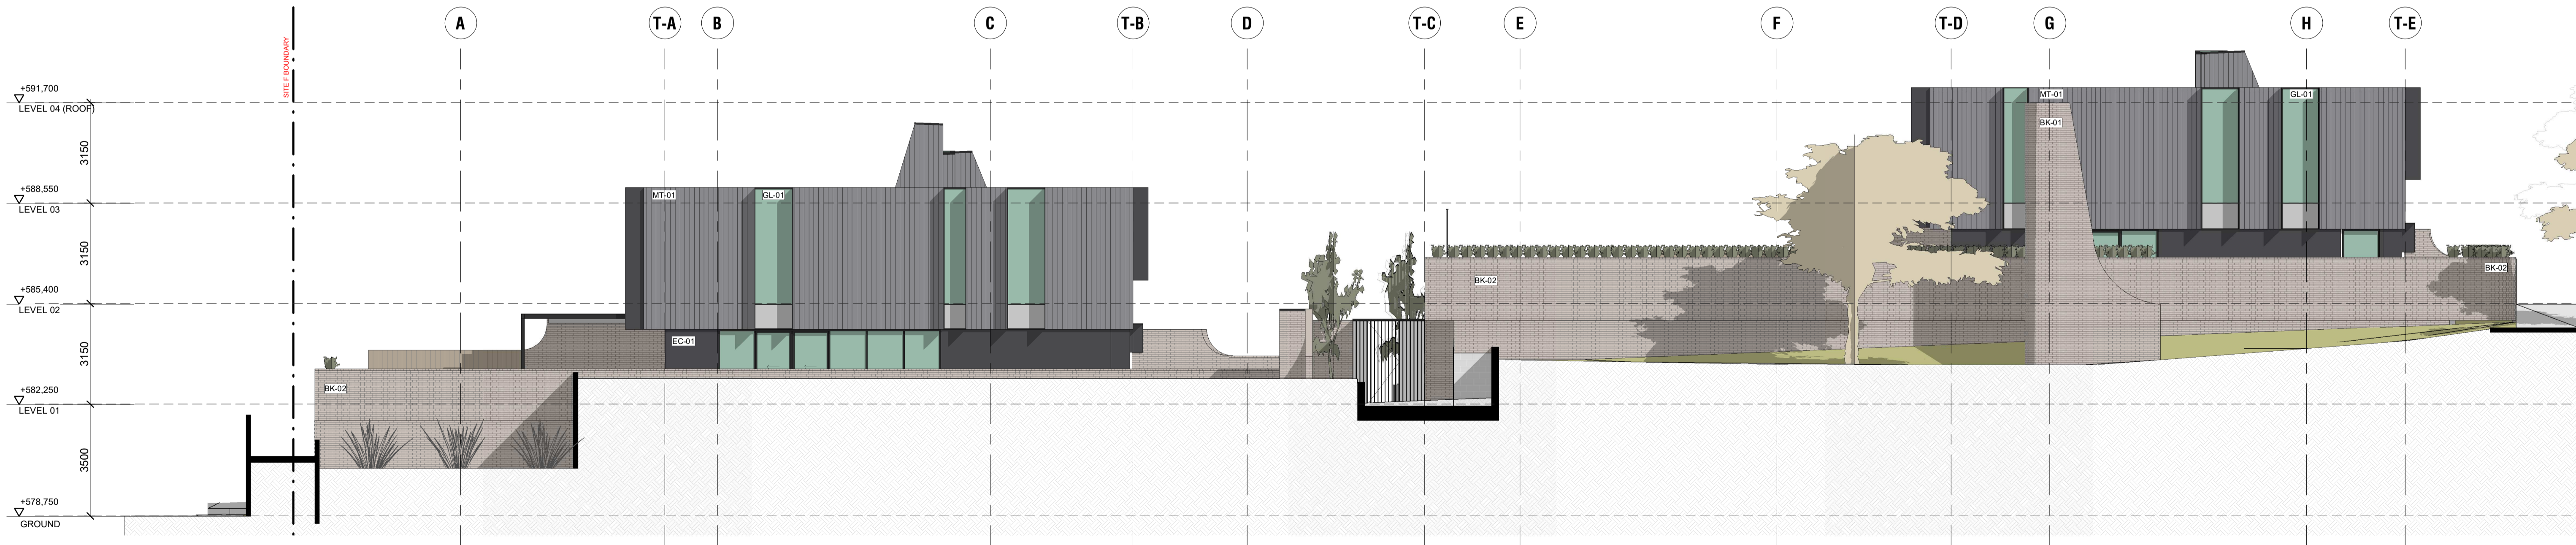 A
T-A
B
C
T-B
D
T-C
E
F
T-D
G
H
T-E
SITE F BOUNDARY
+591,700
LEVEL 04 (ROOF)
3150
+588,550
LEVEL 03
3150
+585,400
LEVEL 02
3150
+582,250
LEVEL 01
3500
+578,750
GROUND
MT-01
GL-01
EC-01
BK-02
BK-02
MT-01
GL-01
BK-01
BK-02